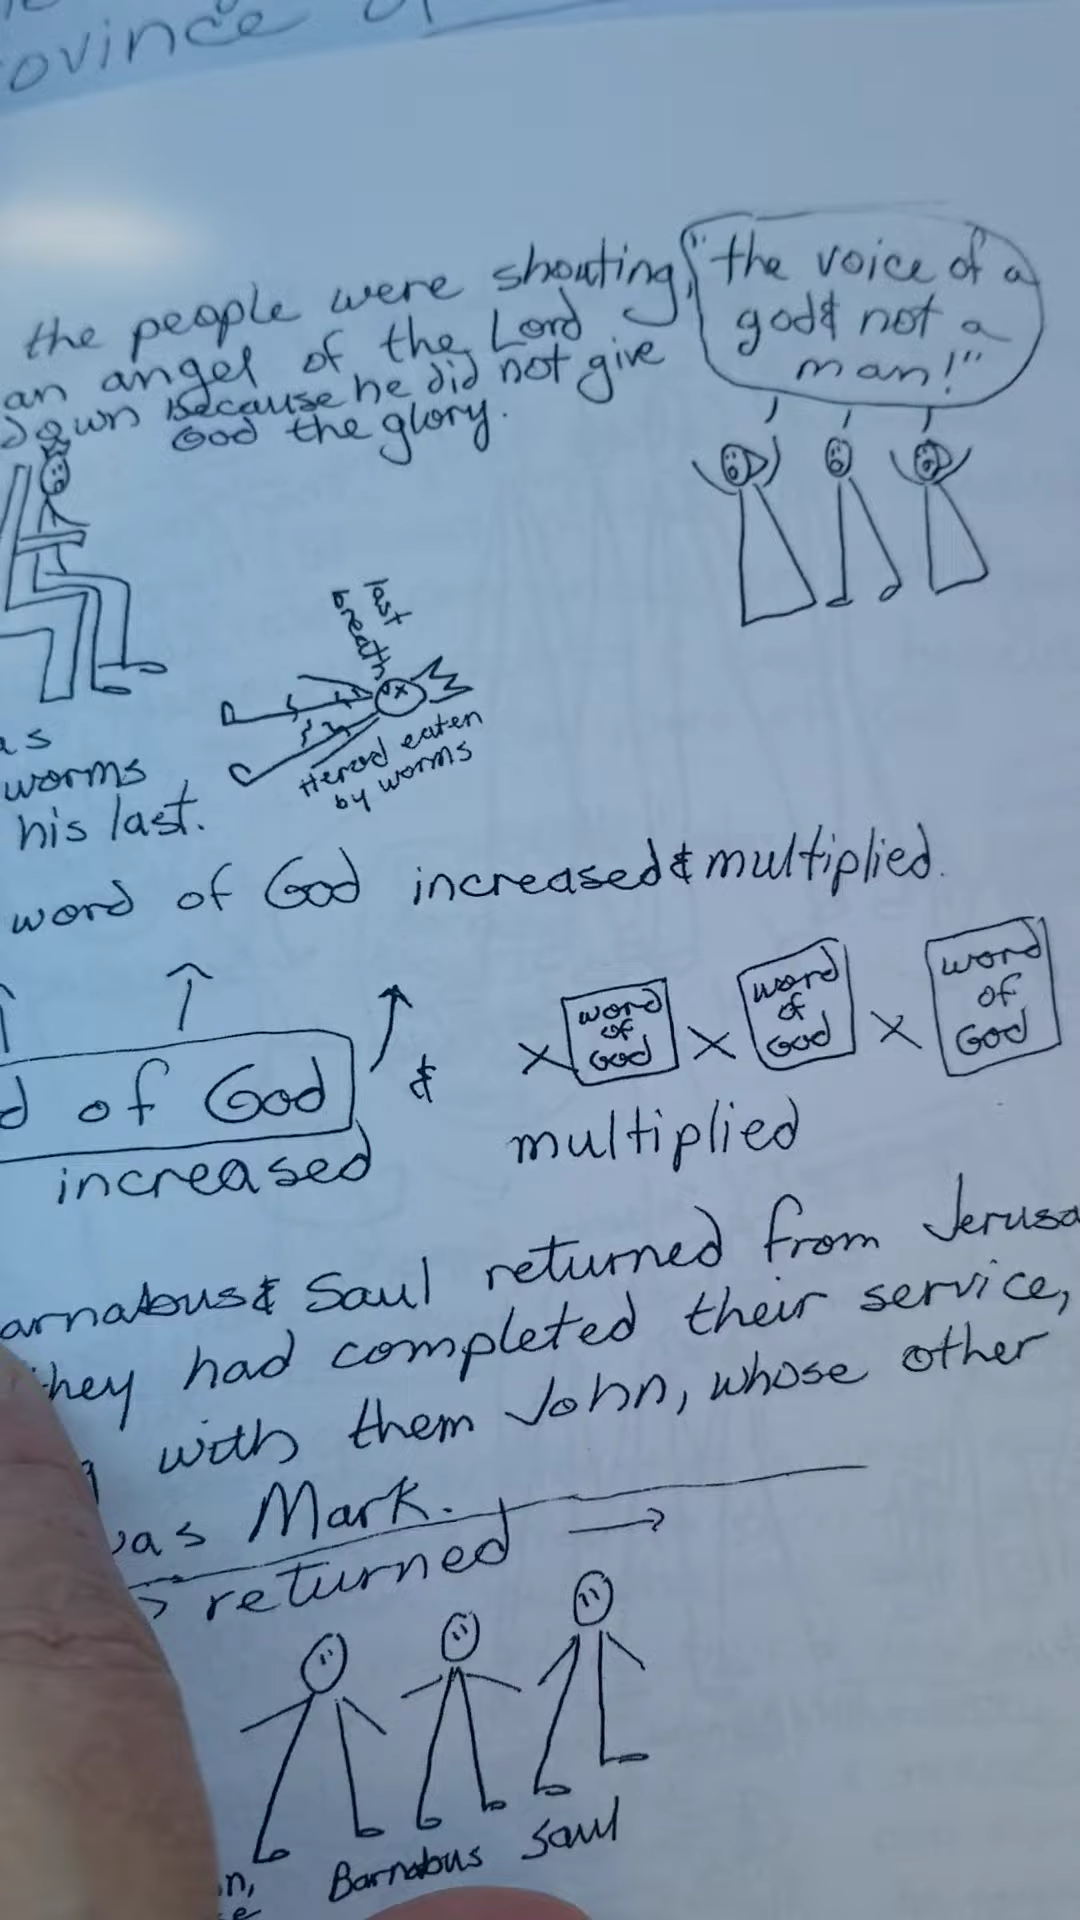 ovince of
the people were shouting, "the voice of a
god & not a
man!"
an angel of the Lord
down because he did not give
God the glory.
last
breath
as
worms
his last.
Herod eaten
by worms
word of God increased & multiplied.
d of God
increased
&
x word of God x word of God x word of God
multiplied
arnabus & Saul returned from Jerusa
they had completed their service,
g with them John, whose other
was Mark.
returned
n,
e
Barnabus
Saul